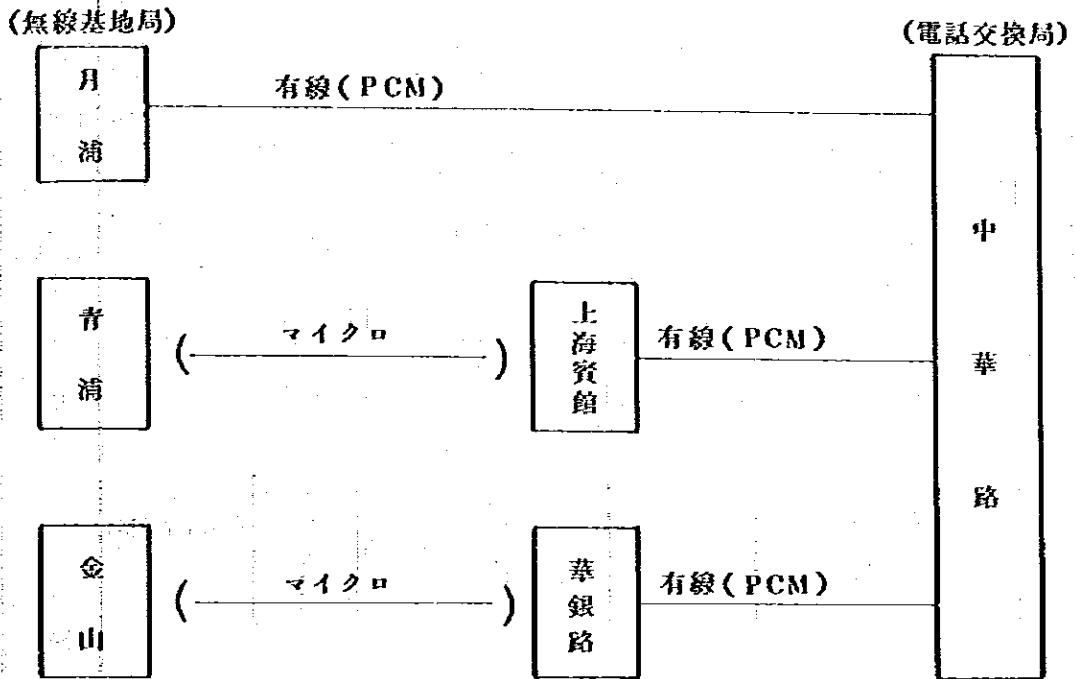 (無線基地局)
(電話交換局)
月浦
有線(PCM)
中華路
青浦
マイクロ
上海賓館
有線(PCM)
金山
マイクロ
華銀路
有線(PCM)